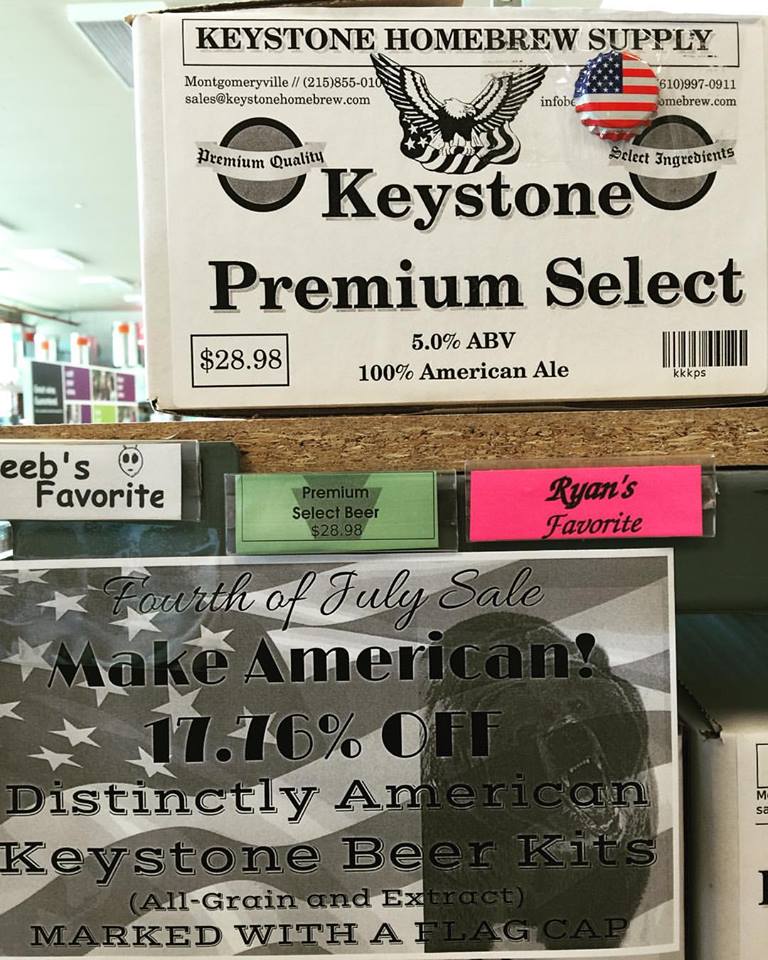 KEYSTONE HOMEBREW SUPPLY
Montgomeryville // (215)855-010
610)997-0911
sales@keystonehomebrew.com
infobe
omebrew.com
Premium Quality
Select Ingredients
Keystone
Premium Select
$28.98
5.0% ABV
100% American Ale
kkkps
eeb's
Favorite
Premium
Select Beer
$28.98
Ryan's
Favorite
Fourth of July Sale
Make American!
17.76% OFF
Distinctly American
Keystone Beer Kits
(All-Grain and Extract)
MARKED WITH A FLAG CAP